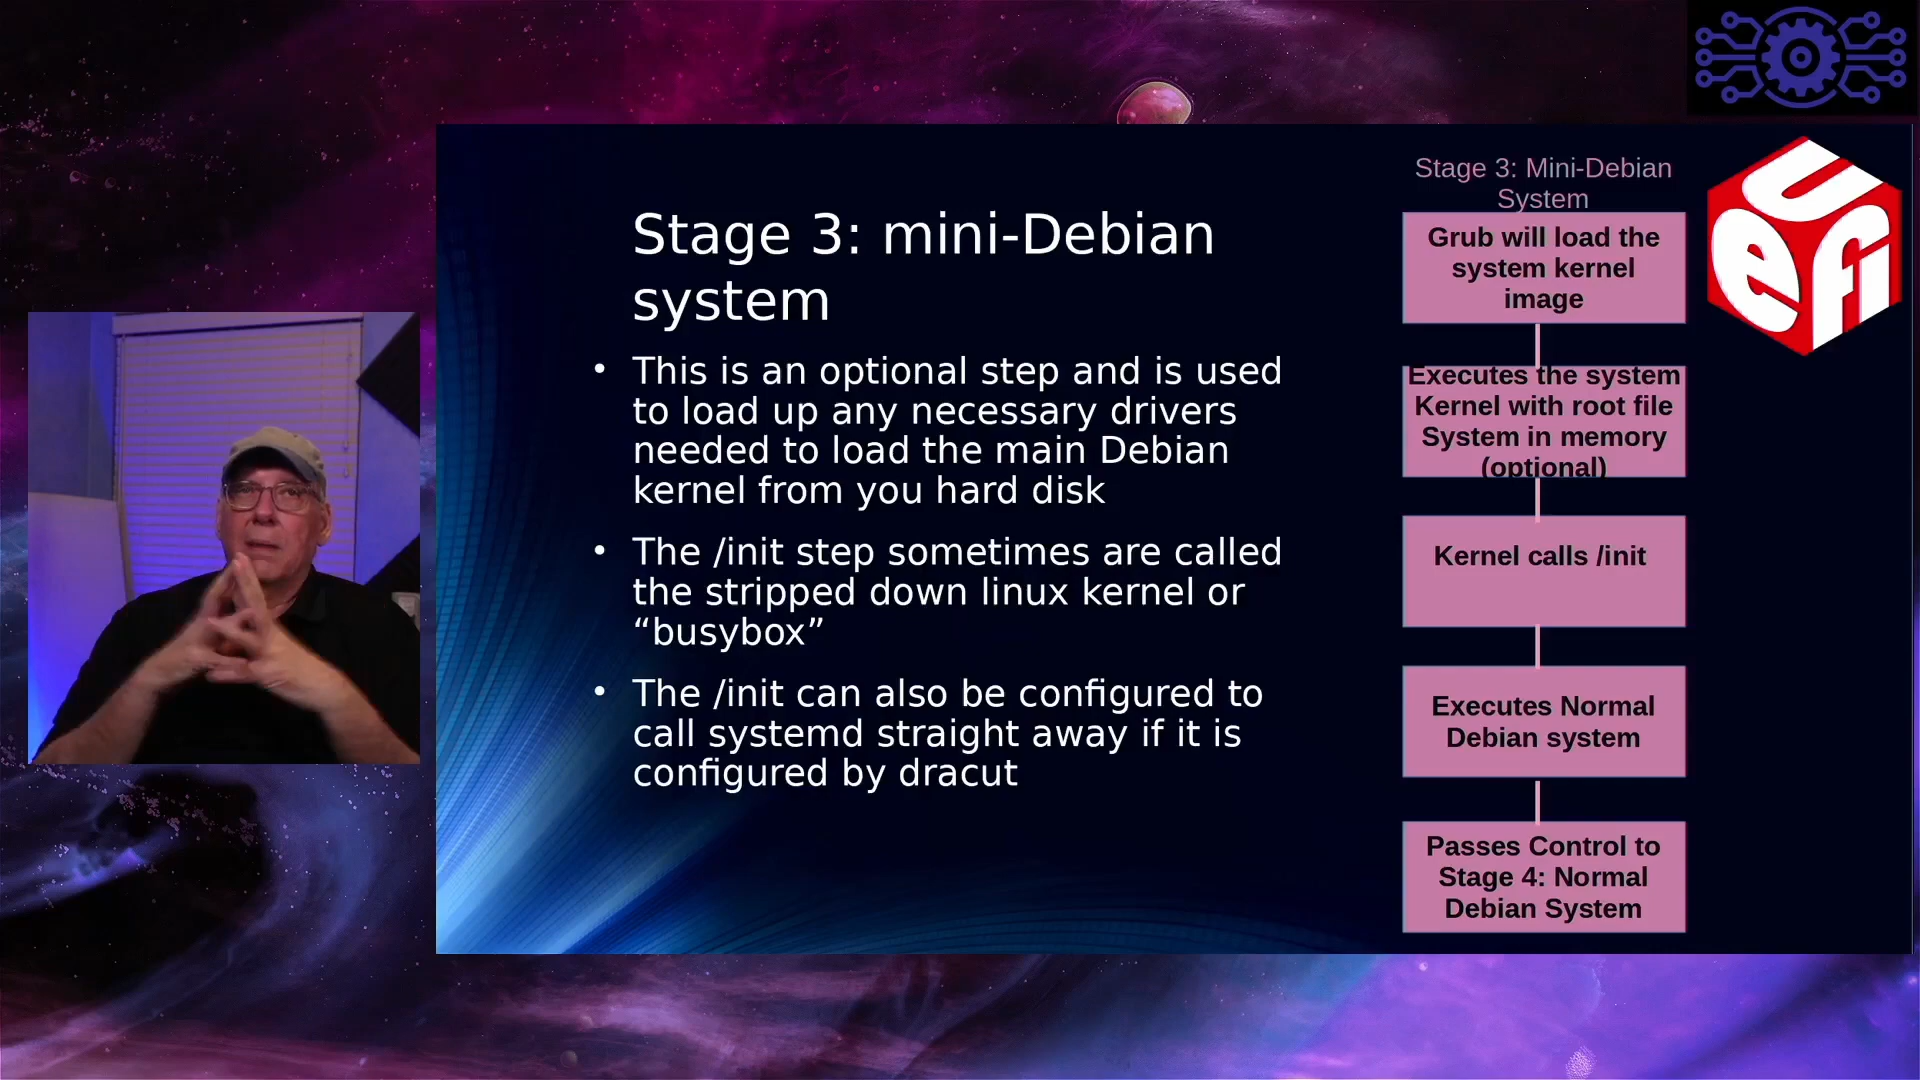 Stage 3: mini-Debian
system
• This is an optional step and is used
to load up any necessary drivers
needed to load the main Debian
kernel from you hard disk
• The /init step sometimes are called
the stripped down linux kernel or
“busybox”
• The /init can also be configured to
call systemd straight away if it is
configured by dracut
Stage 3: Mini-Debian
System
Grub will load the
system kernel
image
Executes the system
Kernel with root file
System in memory
(optional)
Kernel calls /init
Executes Normal
Debian system
Passes Control to
Stage 4: Normal
Debian System
UEFI